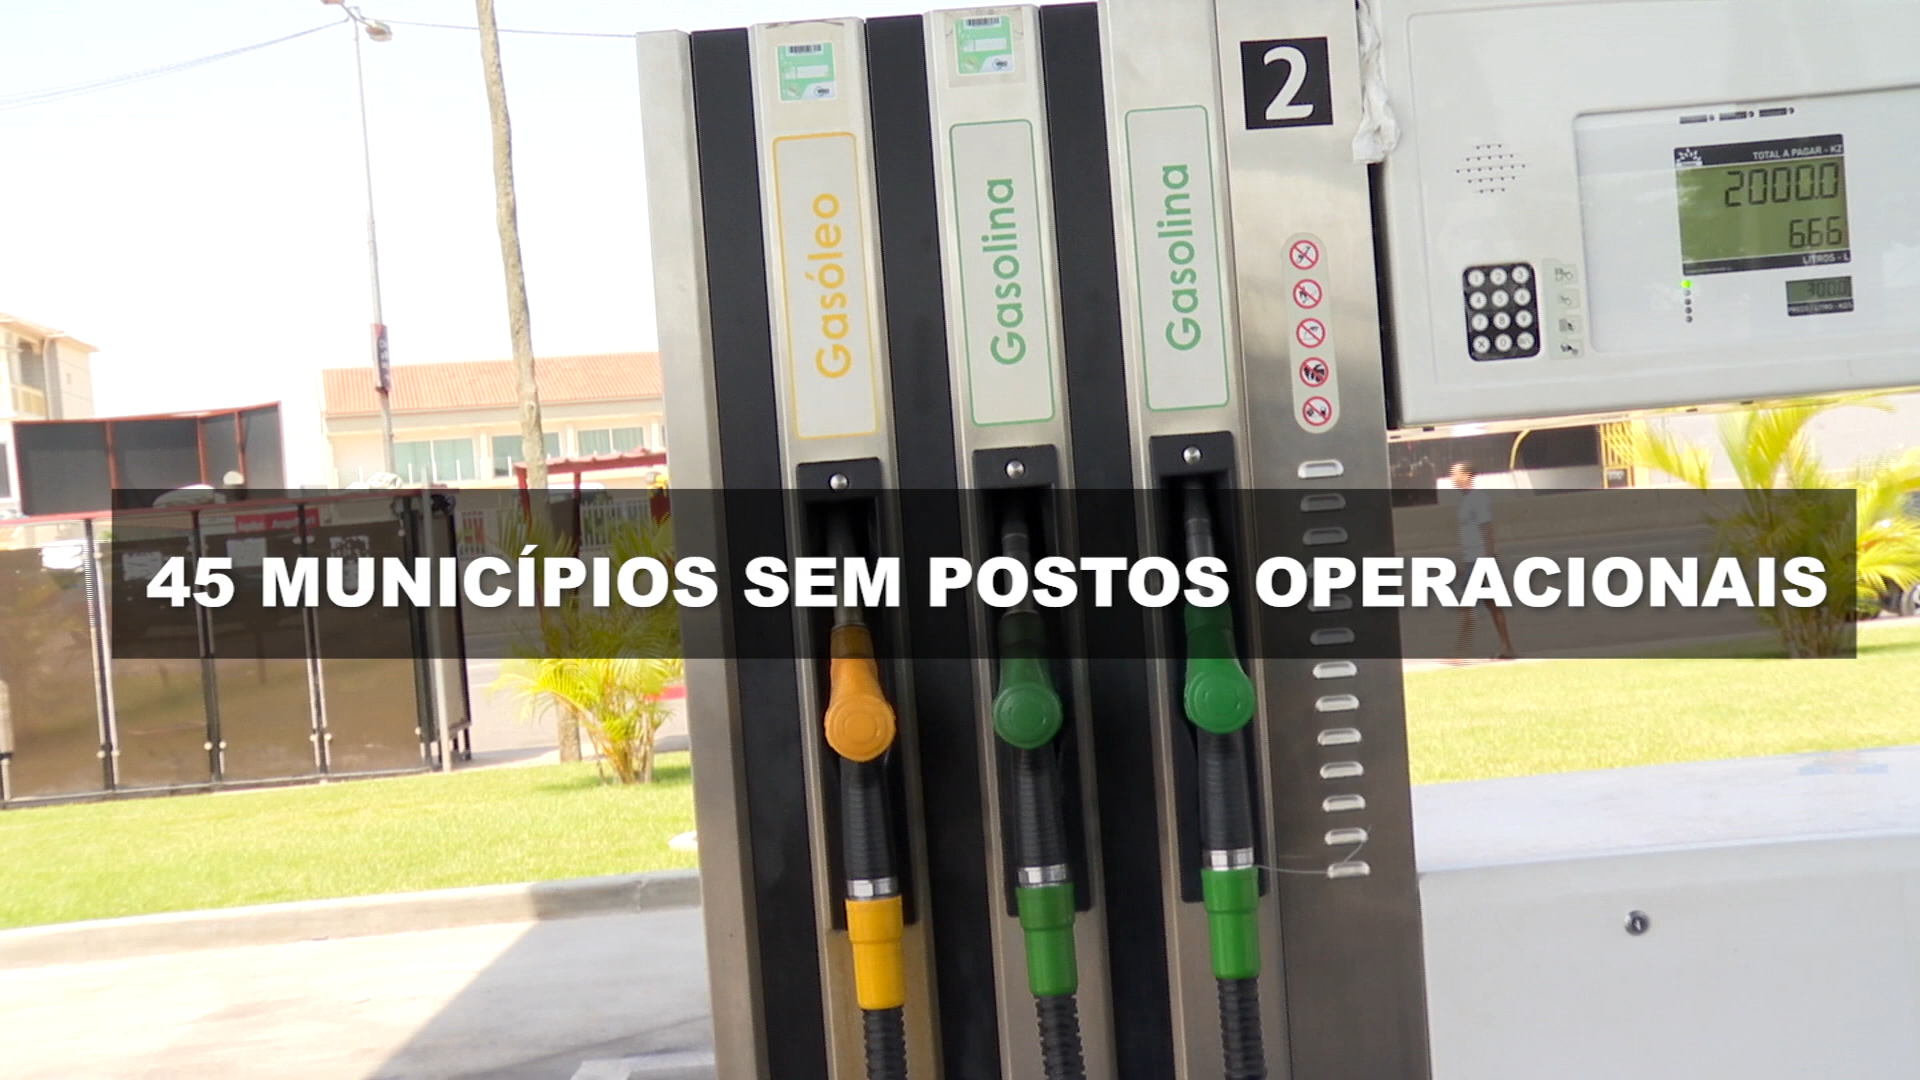 2
TOTAL A PAGAR - KZ
2000.0
6.66
LITROS - L
300.0
Gasóleo
Gasolina
Gasolina
45 MUNICÍPIOS SEM POSTOS OPERACIONAIS